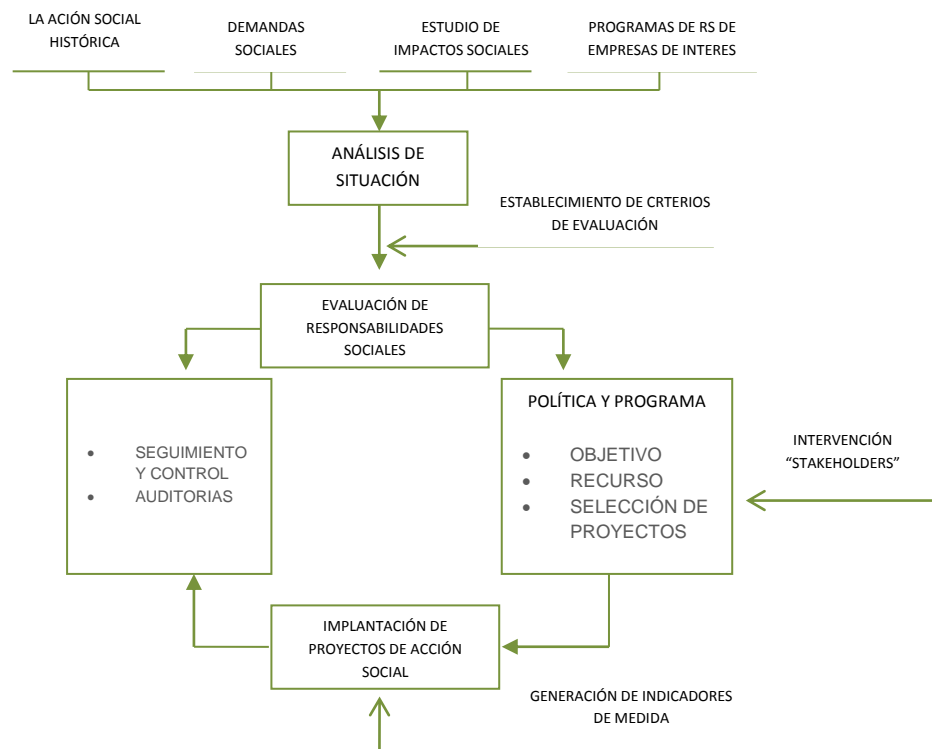 LA ACIÓN SOCIAL
HISTÓRICA
DEMANDAS
SOCIALES
ESTUDIO DE
IMPACTOS SOCIALES
PROGRAMAS DE RS DE
EMPRESAS DE INTERES
ANÁLISIS DE
SITUACIÓN
ESTABLECIMIENTO DE CRTERIOS
DE EVALUACIÓN
EVALUACIÓN DE
RESPONSABILIDADES
SOCIALES
• SEGUIMIENTO
Y CONTROL
• AUDITORIAS
POLÍTICA Y PROGRAMA
• OBJETIVO
• RECURSO
• SELECCIÓN DE
PROYECTOS
INTERVENCIÓN
“STAKEHOLDERS”
IMPLANTACIÓN DE
PROYECTOS DE ACCIÓN
SOCIAL
GENERACIÓN DE INDICADORES
DE MEDIDA